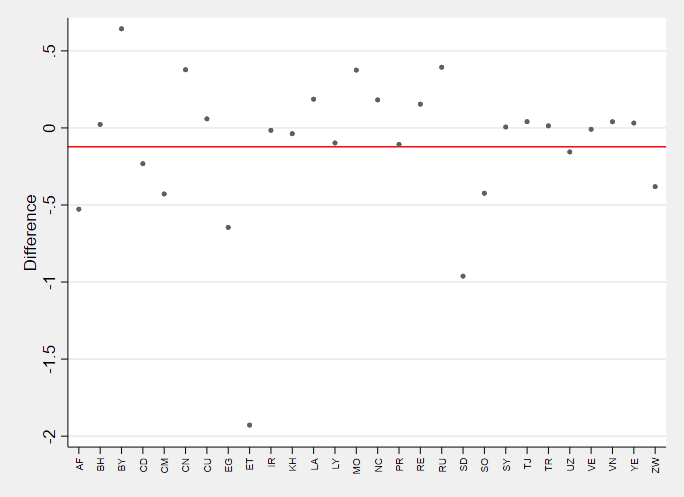 Difference
.5
0
-.5
-1
-1.5
-2
AF
BH
BY
CD
CM
CN
CU
EG
ET
IR
KH
LA
LY
MO
NC
PR
RE
RU
SD
SO
SY
TJ
TR
UZ
VE
VN
YE
ZW